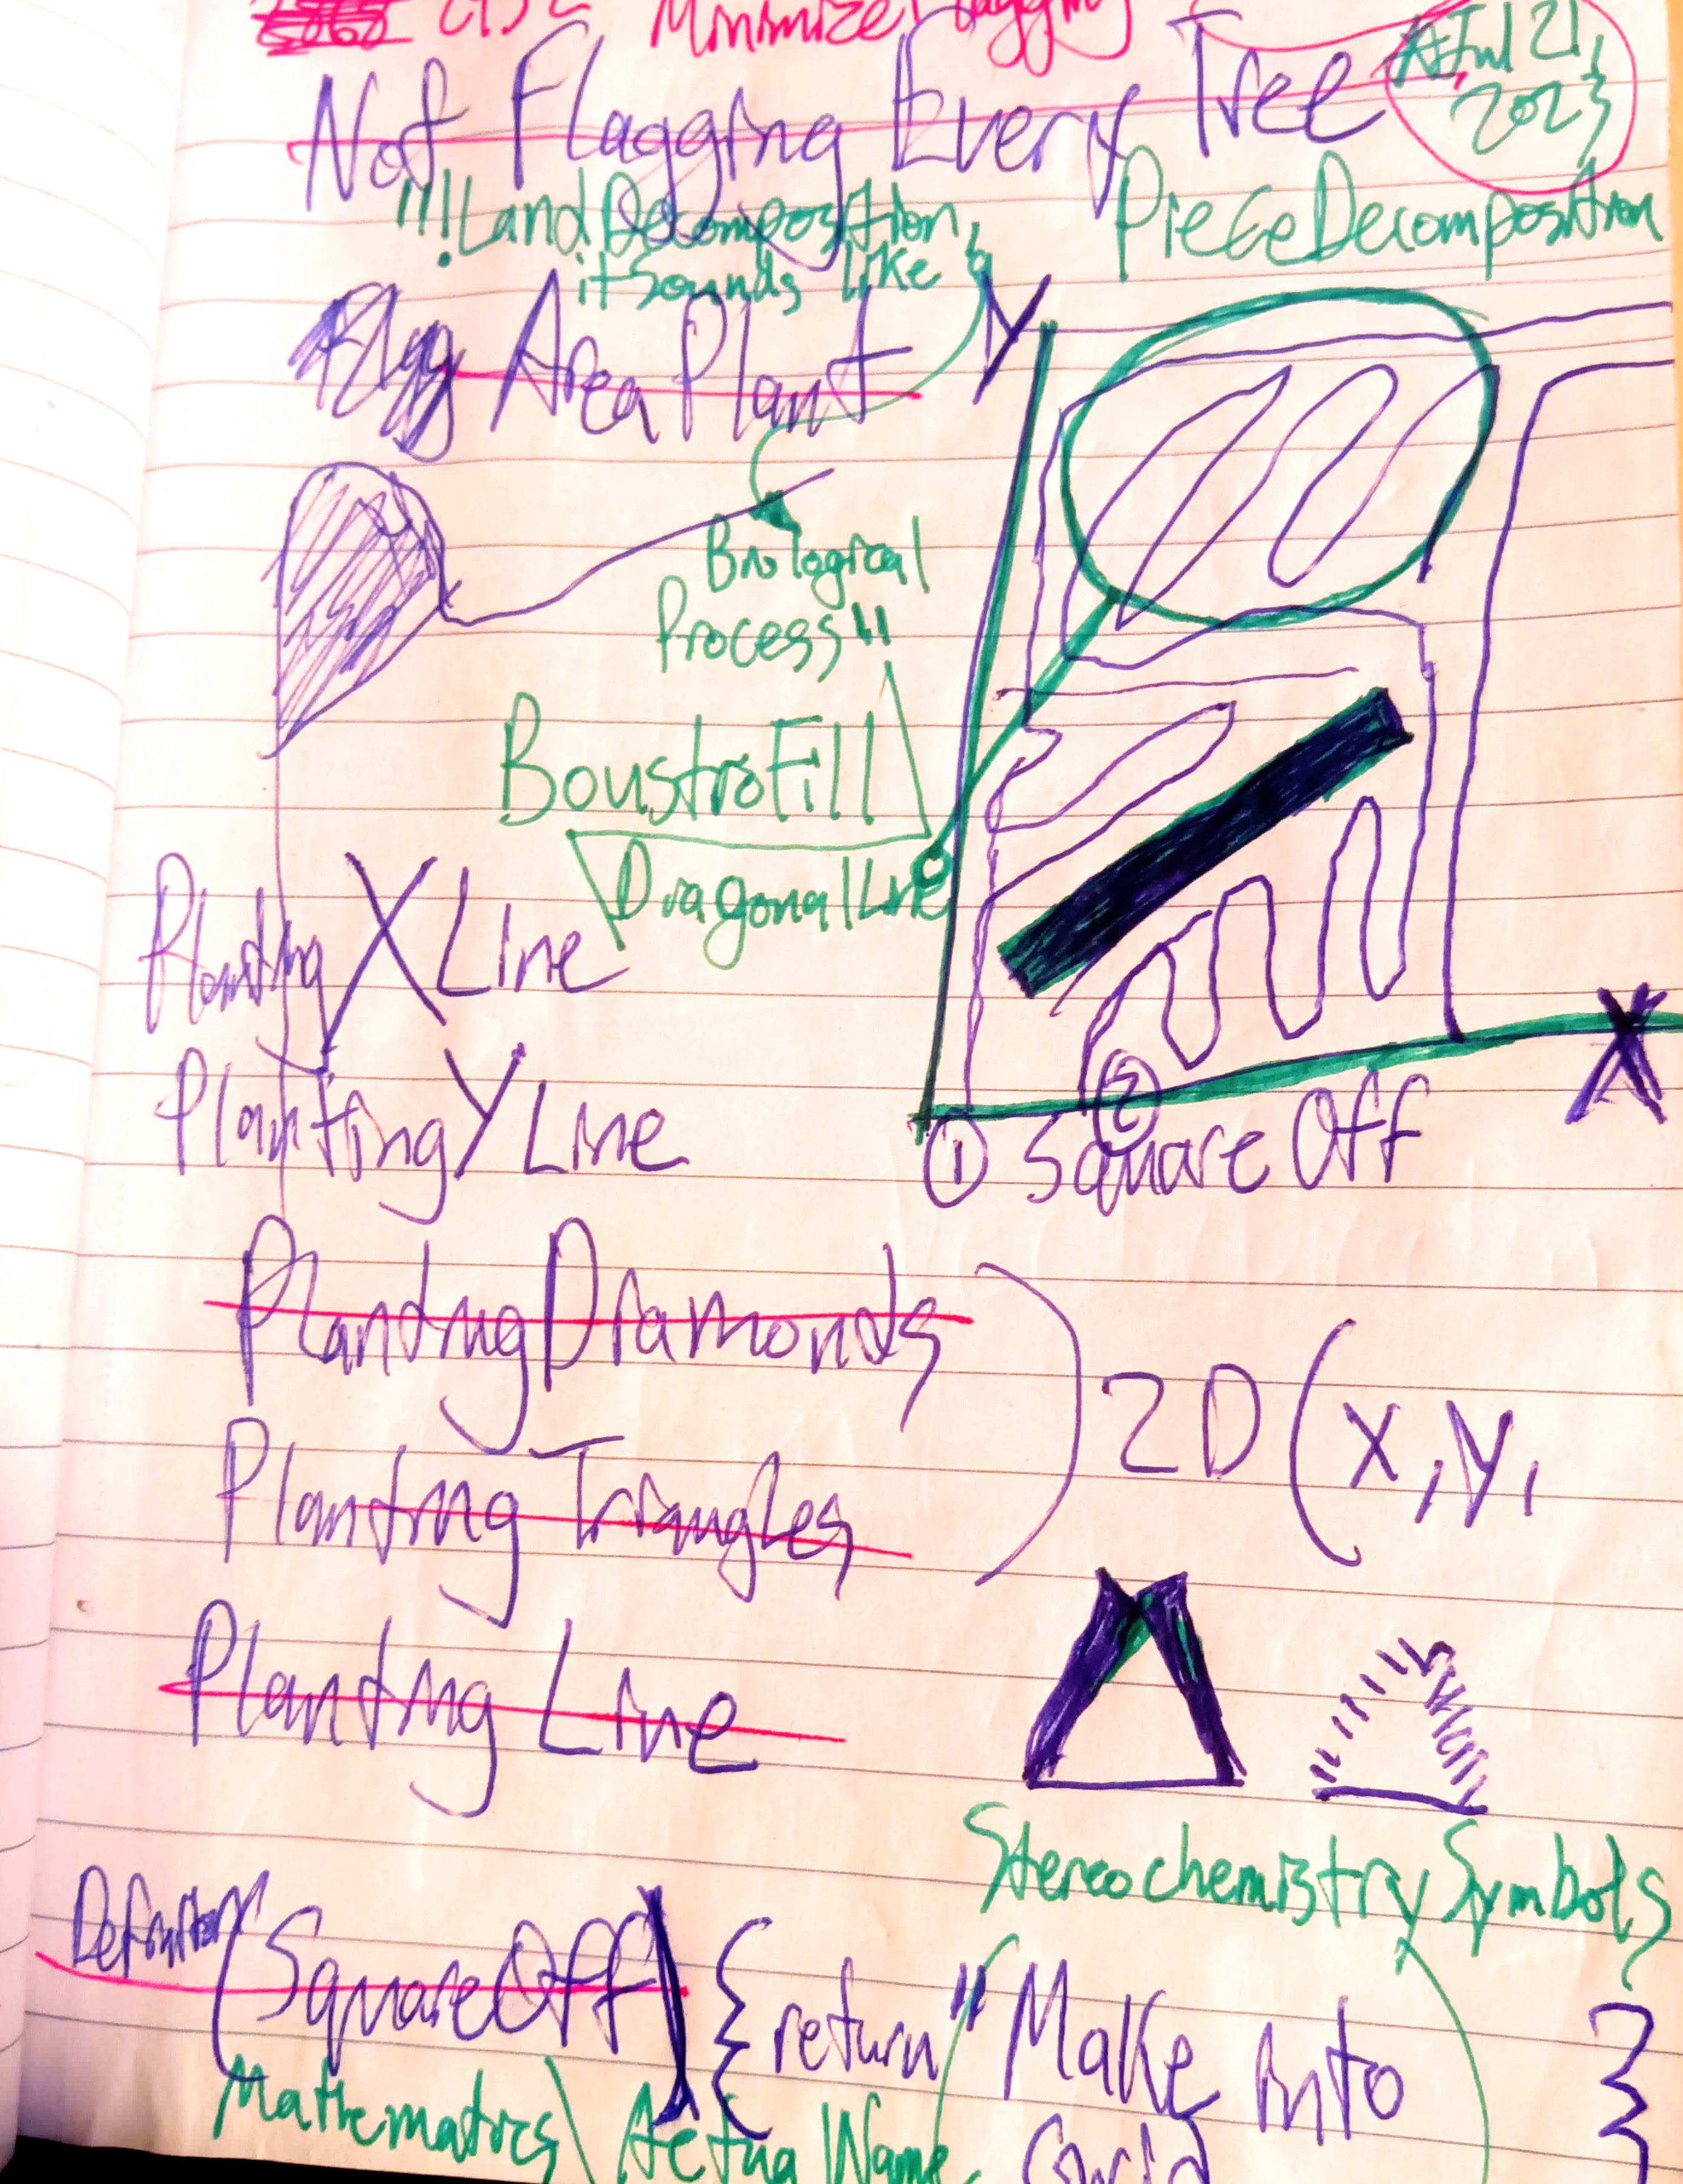 Minimize Flagging
Not Flagging Every Tree
Jul 21,
2023
!!! Land Decomposition,
it sounds like a
Piece Decomposition
Flag Area Plant
Y
Biological
Process!!
BoustroFill
Diagonal Line
Planting X Line
Planting Y Line
X
① Square Off
②
Planting Diamonds
Planting Triangles
) 2D (x, y,
Planting Line
Stereochemistry Symbols
Definition (SquareOff) { return "Make into }
Mathematics Actual Name Grid